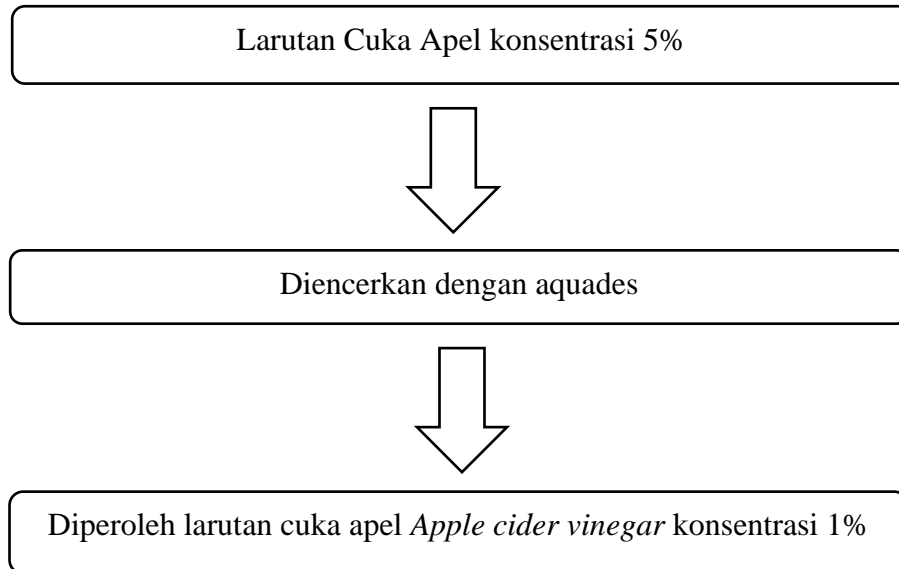 Larutan Cuka Apel konsentrasi 5%
Diencerkan dengan aquades
Diperoleh larutan cuka apel Apple cider vinegar konsentrasi 1%